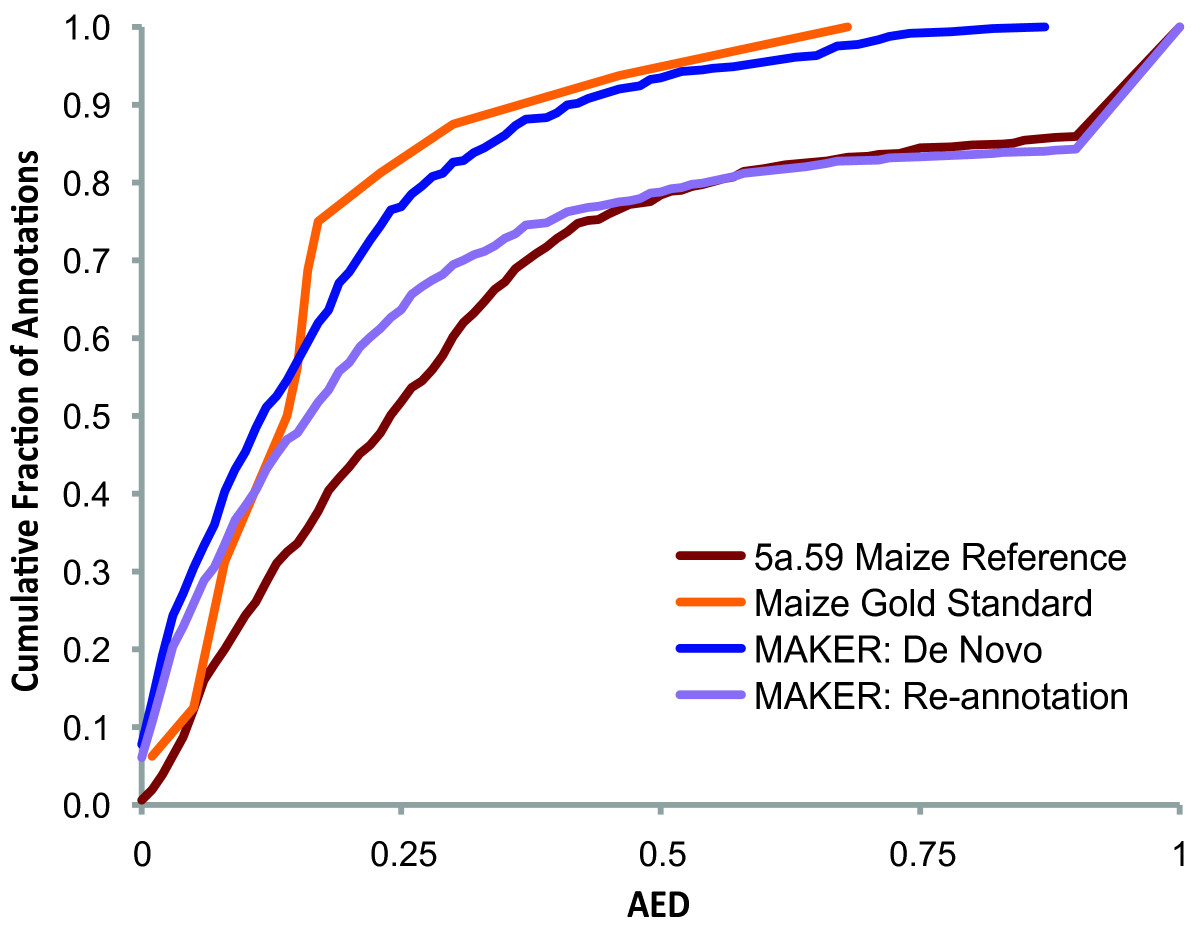 Cumulative Fraction of Annotations
1.0
0.9
0.8
0.7
0.6
0.5
0.4
0.3
0.2
0.1
0.0
5a.59 Maize Reference
Maize Gold Standard
MAKER: De Novo
MAKER: Re-annotation
0 0.25 0.5 0.75 1
AED